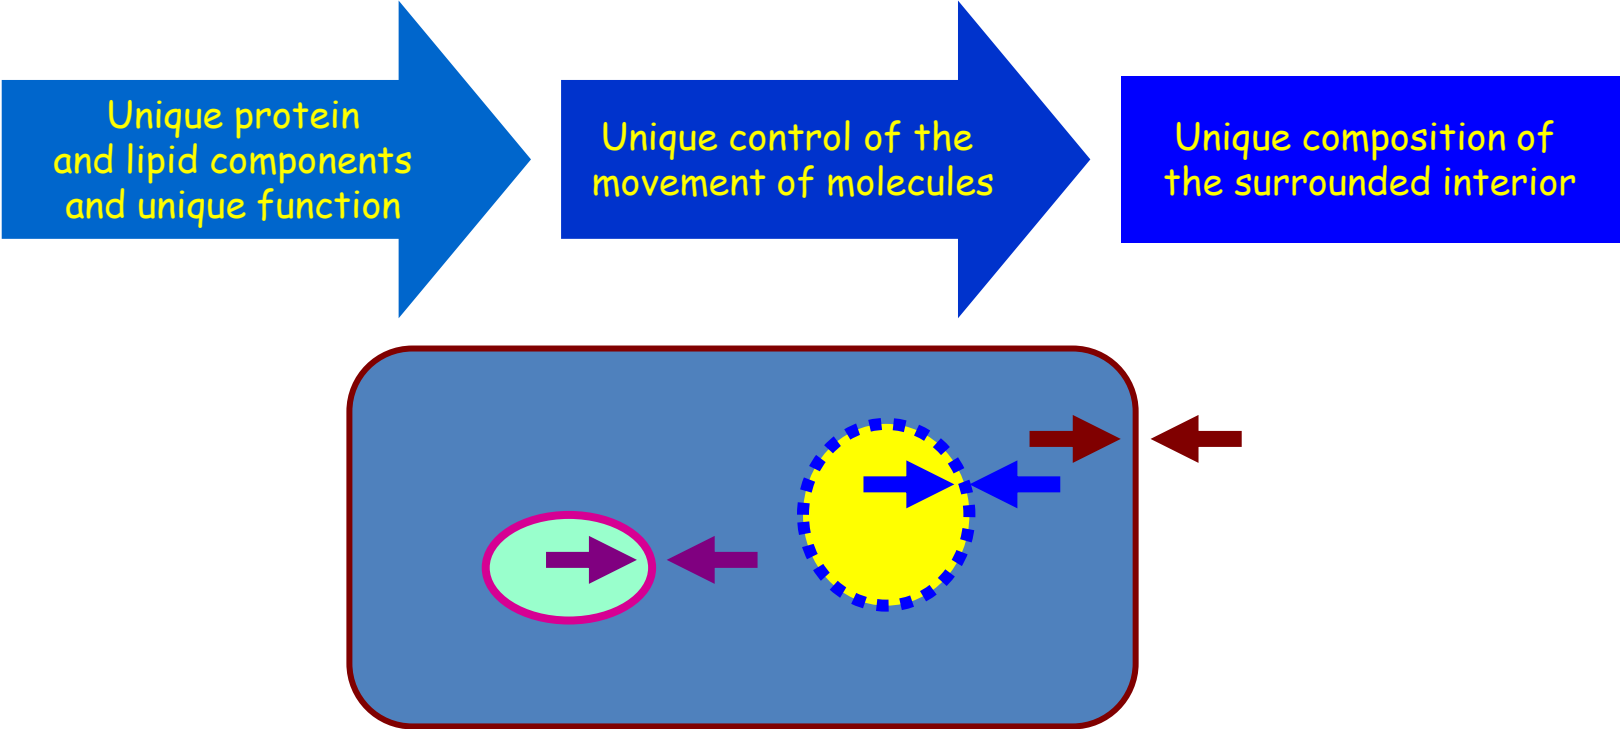 Unique protein
and lipid components
and unique function
Unique control of the
movement of molecules
Unique composition of
the surrounded interior